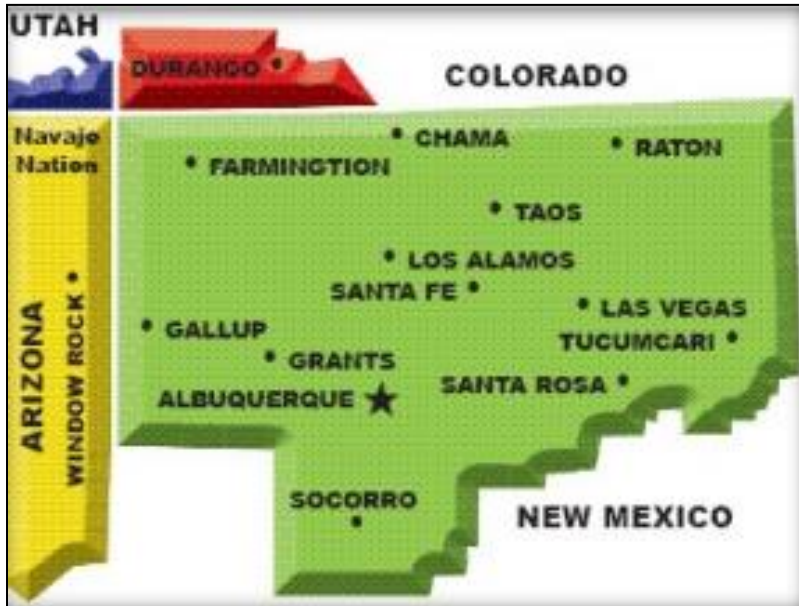 UTAH
DURANGO
COLORADO
Navajo
Nation
CHAMA
RATON
FARMINGTION
TAOS
LOS ALAMOS
SANTA FE
LAS VEGAS
GALLUP
TUCUMCARI
GRANTS
SANTA ROSA
ALBUQUERQUE
ARIZONA
WINDOW ROCK
SOCORRO
NEW MEXICO